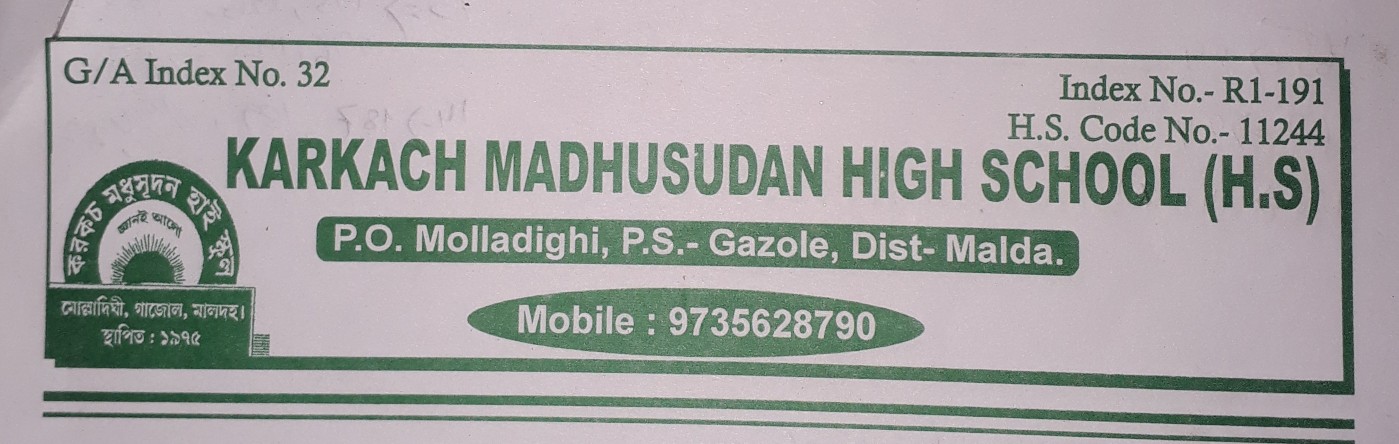 G/A Index No. 32
Index No.- R1-191
H.S. Code No.- 11244
KARKACH MADHUSUDAN HIGH SCHOOL (H.S)
P.O. Molladighi, P.S.- Gazole, Dist- Malda.
Mobile : 9735628790
করকচ মধুসূদন হাই স্কুল
জ্ঞানই আলো
মোল্লাদিঘী, গাজোল, মালদহ।
স্থাপিত : ১৯৭৫